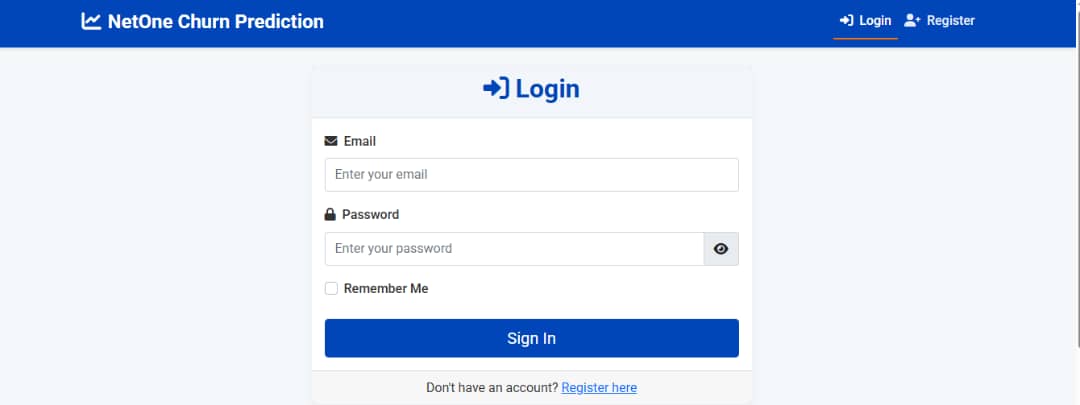 NetOne Churn Prediction
Login
Register
Login
Email
Enter your email
Password
Enter your password
Remember Me
Sign In
Don't have an account? Register here